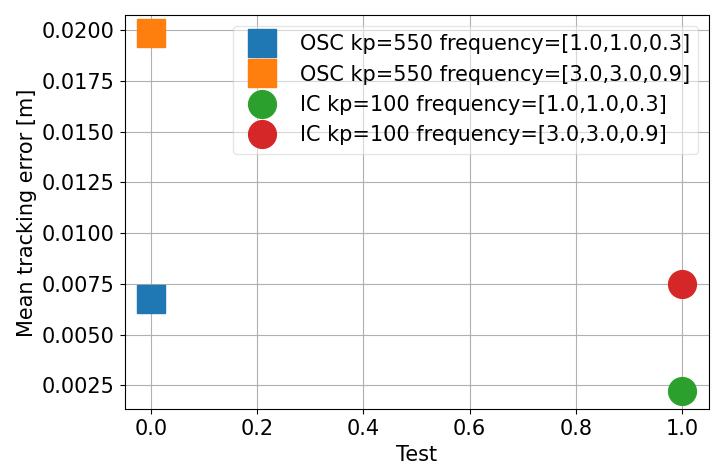 0.0200
0.0175
0.0150
0.0125
0.0100
0.0075
0.0050
0.0025
Mean tracking error [m]
OSC kp=550 frequency=[1.0,1.0,0.3]
OSC kp=550 frequency=[3.0,3.0,0.9]
IC kp=100 frequency=[1.0,1.0,0.3]
IC kp=100 frequency=[3.0,3.0,0.9]
0.0 0.2 0.4 0.6 0.8 1.0
Test